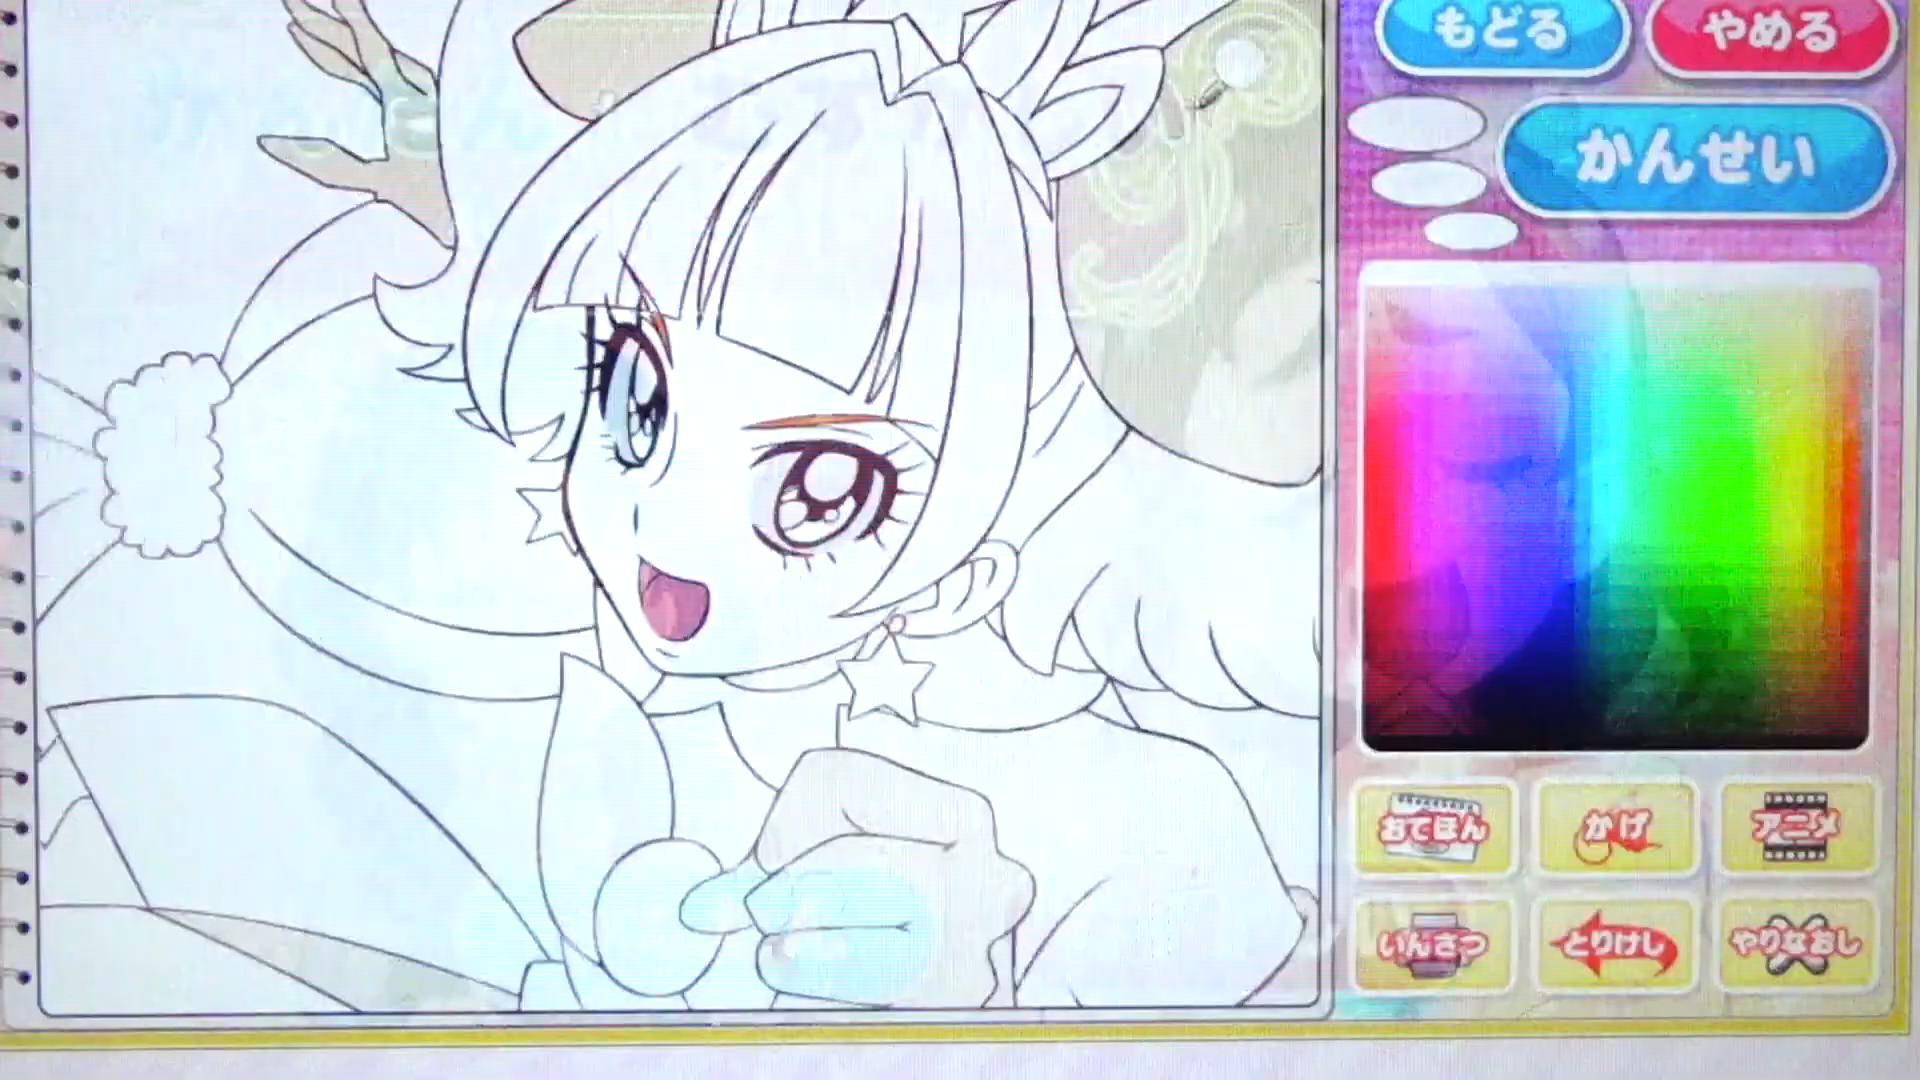 もどる
やめる
かんせい
おてほん
かげ
アニメ
いんさつ
とりけし
やりなおし